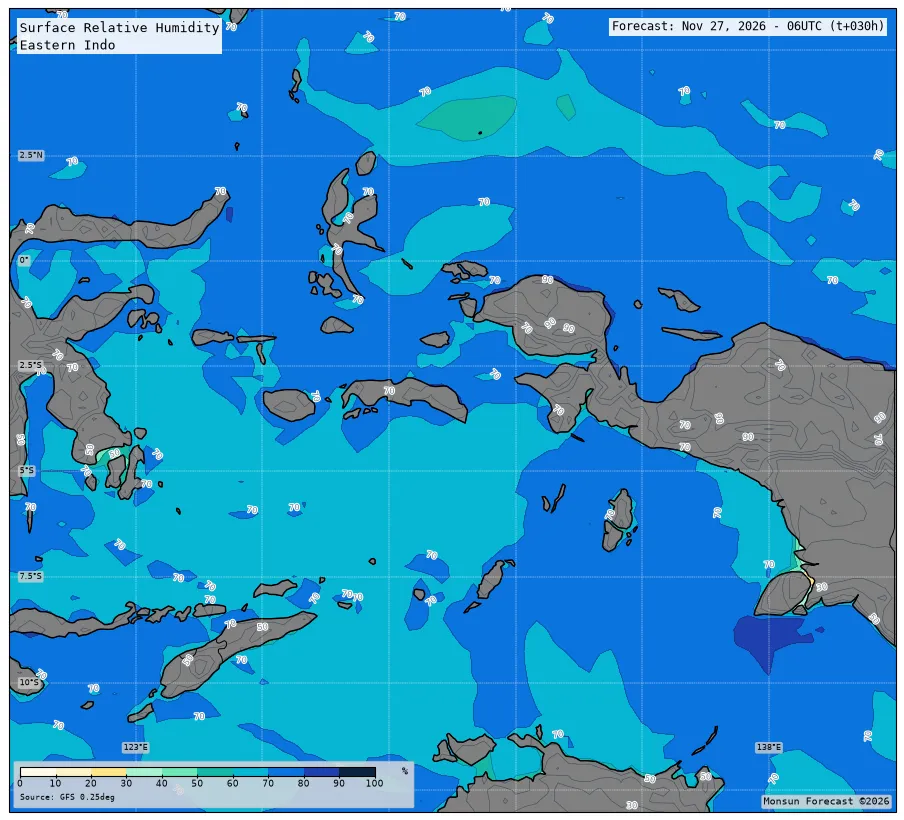 Surface Relative Humidity
Eastern Indo
Forecast: Nov 27, 2026 - 06UTC (t+030h)
2.5°N
0°
2.5°S
5°S
7.5°S
10°S
123°E
138°E
0 10 20 30 40 50 60 70 80 90 100 %
Source: GFS 0.25deg
Monsun Forecast ©2026